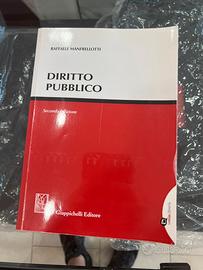 RAFFAELE MANFRELLOTTI
DIRITTO
PUBBLICO
Seconda edizione
Giappichelli Editore